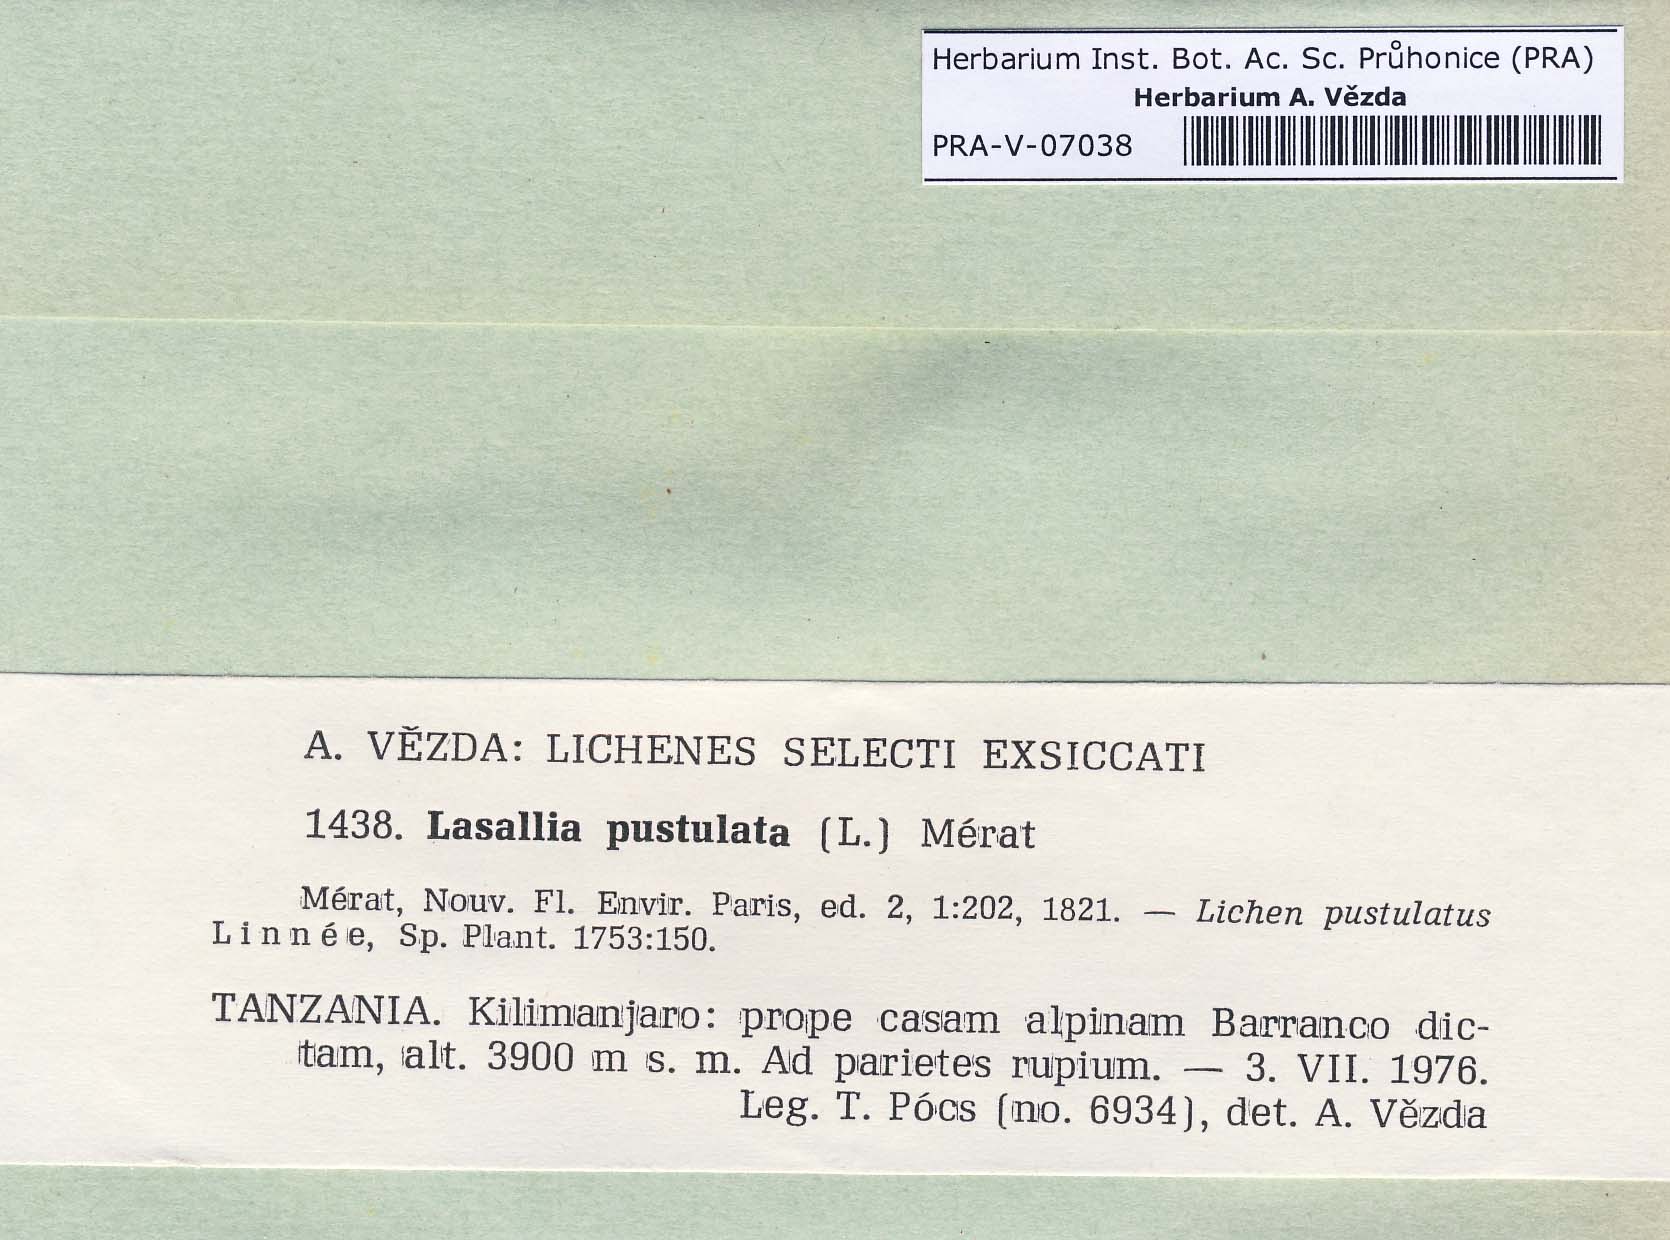 Herbarium Inst. Bot. Ac. Sc. Průhonice (PRA)
Herbarium A. Vězda
PRA-V-07038
A. VĚZDA: LICHENES SELECTI EXSICCATI
1438. Lasallia pustulata (L.) Mérat
Mérat, Nouv. Fl. Envir. Paris, ed. 2, 1:202, 1821. — Lichen pustulatus
Linnée, Sp. Plant. 1753:150.
TANZANIA. Kilimanjaro: prope casam alpinam Barranco dic-
tam, alt. 3900 m s. m. Ad parietes rupium. — 3. VII. 1976.
Leg. T. Pócs (no. 6934), det. A. Vězda